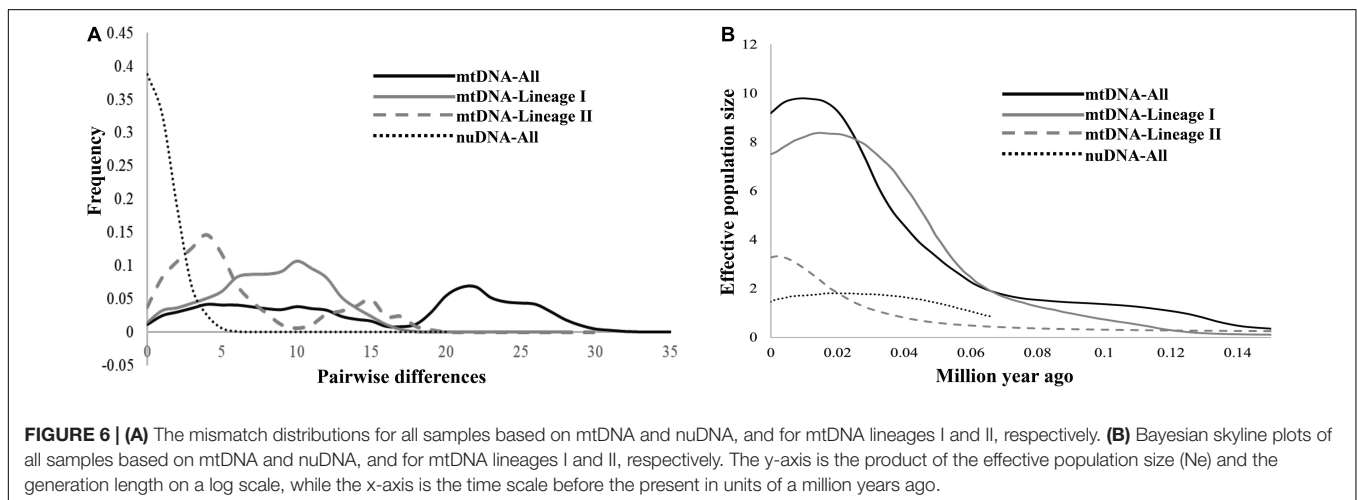 A
0.45
0.4
0.35
0.3
0.25
0.2
0.15
0.1
0.05
0
-0.05
Frequency
0 5 10 15 20 25 30 35
Pairwise differences
mtDNA-All
mtDNA-Lineage I
mtDNA-Lineage II
nuDNA-All
B
12
10
8
6
4
2
0
Effective population size
0 0.02 0.04 0.06 0.08 0.1 0.12 0.14
Million year ago
mtDNA-All
mtDNA-Lineage I
mtDNA-Lineage II
nuDNA-All
FIGURE 6 | (A) The mismatch distributions for all samples based on mtDNA and nuDNA, and for mtDNA lineages I and II, respectively. (B) Bayesian skyline plots of
all samples based on mtDNA and nuDNA, and for mtDNA lineages I and II, respectively. The y-axis is the product of the effective population size (Ne) and the
generation length on a log scale, while the x-axis is the time scale before the present in units of a million years ago.